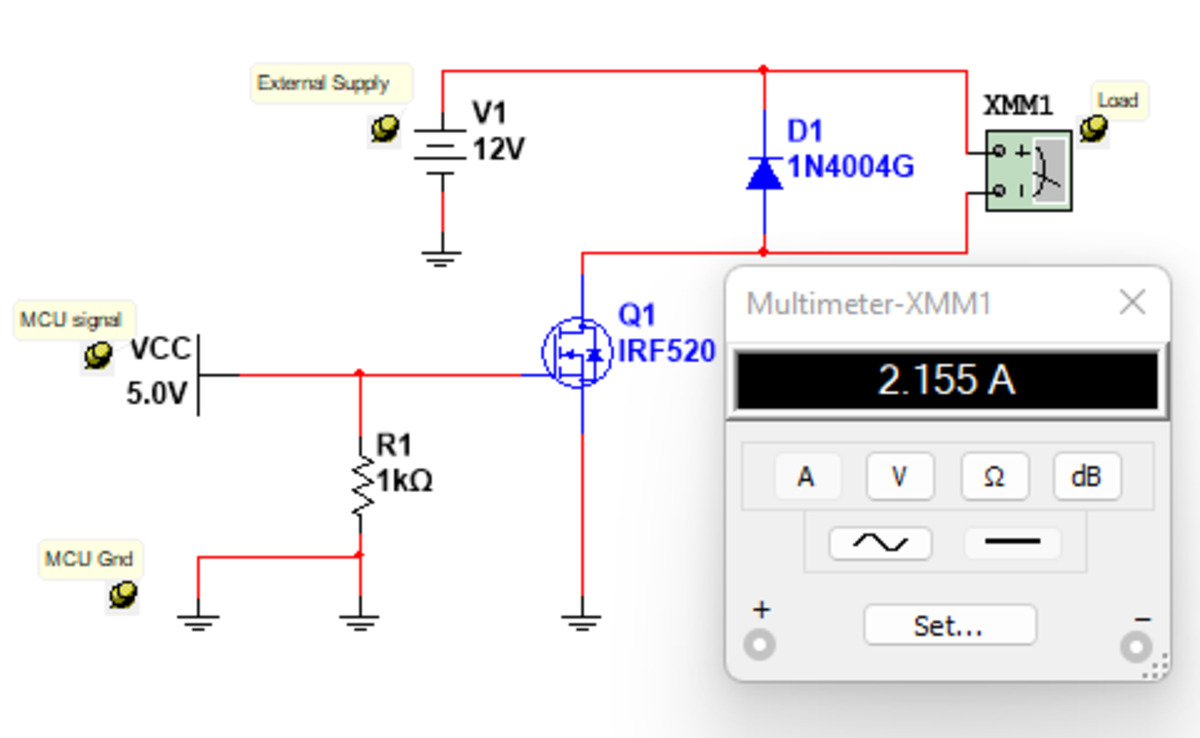 External Supply
V1
12V
D1
1N4004G
XMM1
Load
MCU signal
VCC
5.0V
Q1
IRF520
R1
1kΩ
MCU Gnd
Multimeter-XMM1
2.155 A
A
V
Ω
dB
+
−
Set...